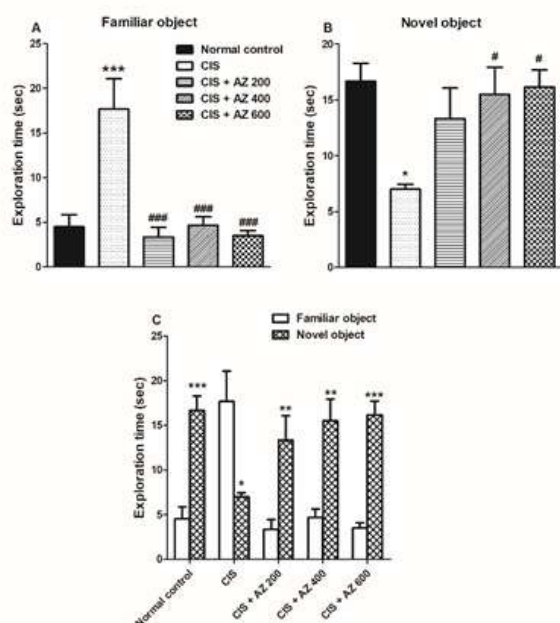 A
Familiar object
Exploration time (sec)
25
20
15
10
5
0
***
###
###
###
Normal control
CIS
CIS + AZ 200
CIS + AZ 400
CIS + AZ 600
B
Novel object
Exploration time (sec)
20
15
10
5
0
*
#
#
C
Familiar object
Novel object
Exploration time (sec)
25
20
15
10
5
0
***
*
**
**
***
Normal control
CIS
CIS + AZ 200
CIS + AZ 400
CIS + AZ 600